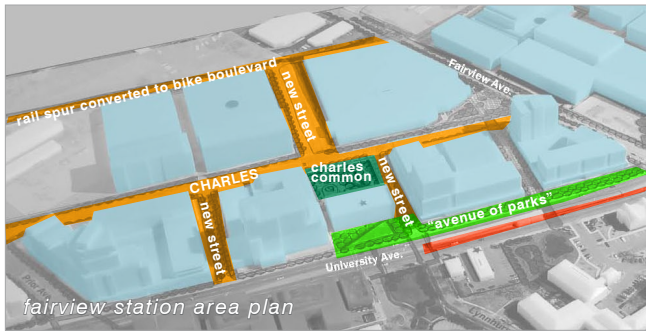 Fairview Ave.
rail spur converted to bike boulevard
new street
charles
common
CHARLES
new street
new street
"avenue of parks"
University Ave.
fairview station area plan